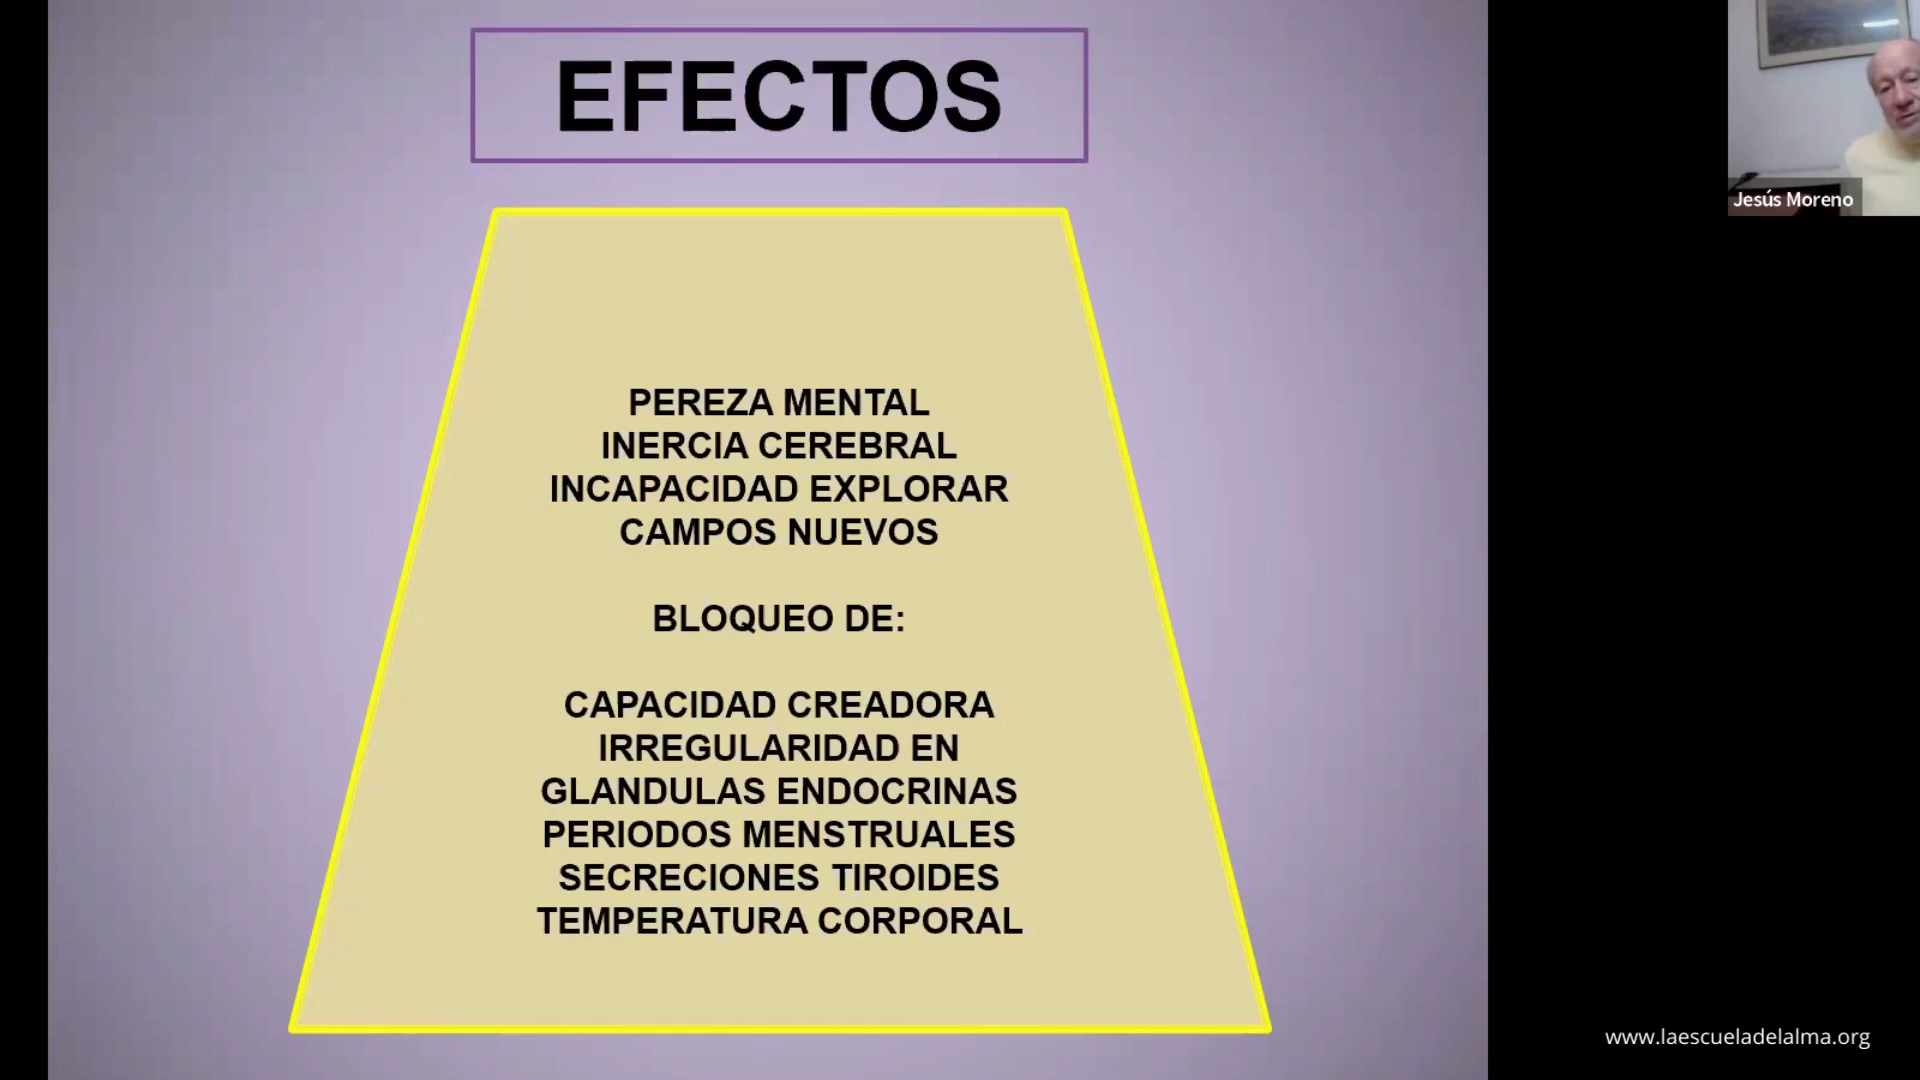 EFECTOS
PEREZA MENTAL
INERCIA CEREBRAL
INCAPACIDAD EXPLORAR
CAMPOS NUEVOS
BLOQUEO DE:
CAPACIDAD CREADORA
IRREGULARIDAD EN
GLANDULAS ENDOCRINAS
PERIODOS MENSTRUALES
SECRECIONES TIROIDES
TEMPERATURA CORPORAL
Jesús Moreno
www.laescueladelalma.org